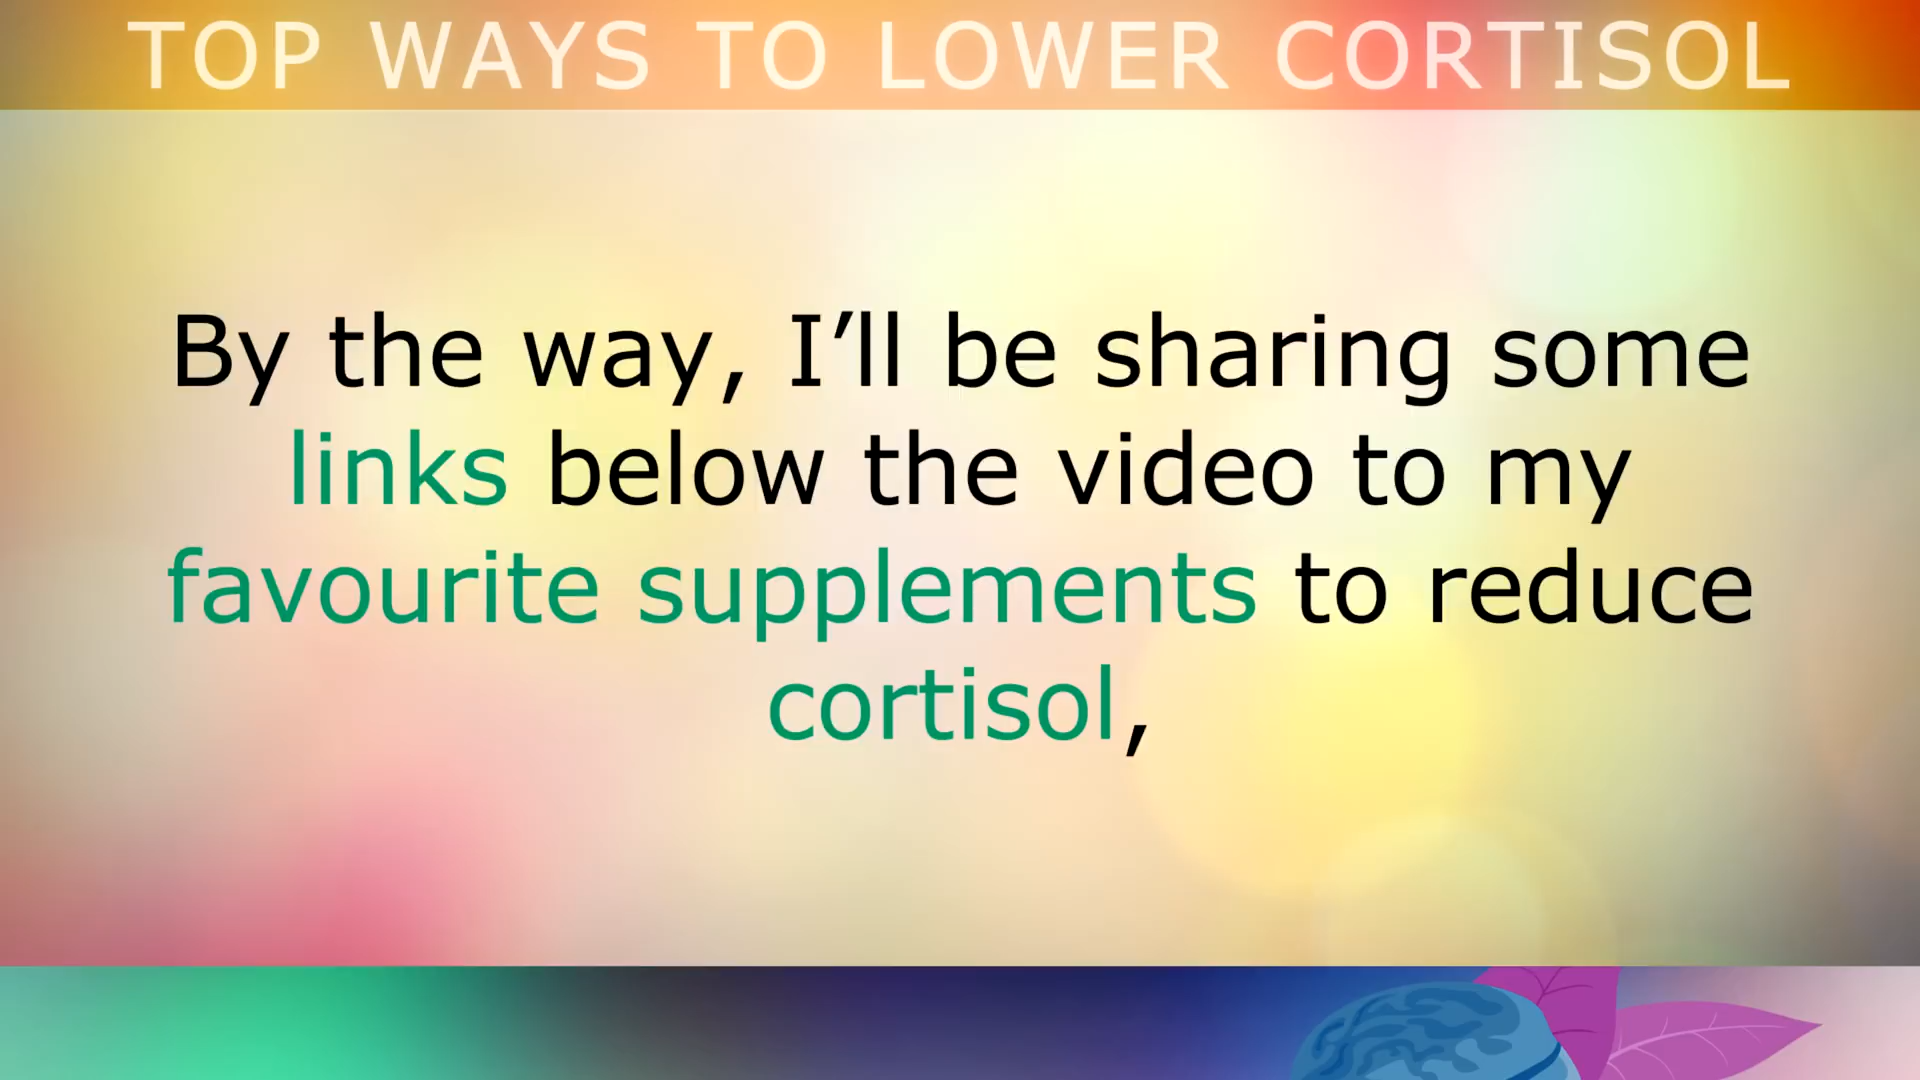 TOP WAYS TO LOWER CORTISOL
By the way, I’ll be sharing some
links below the video to my
favourite supplements to reduce
cortisol,